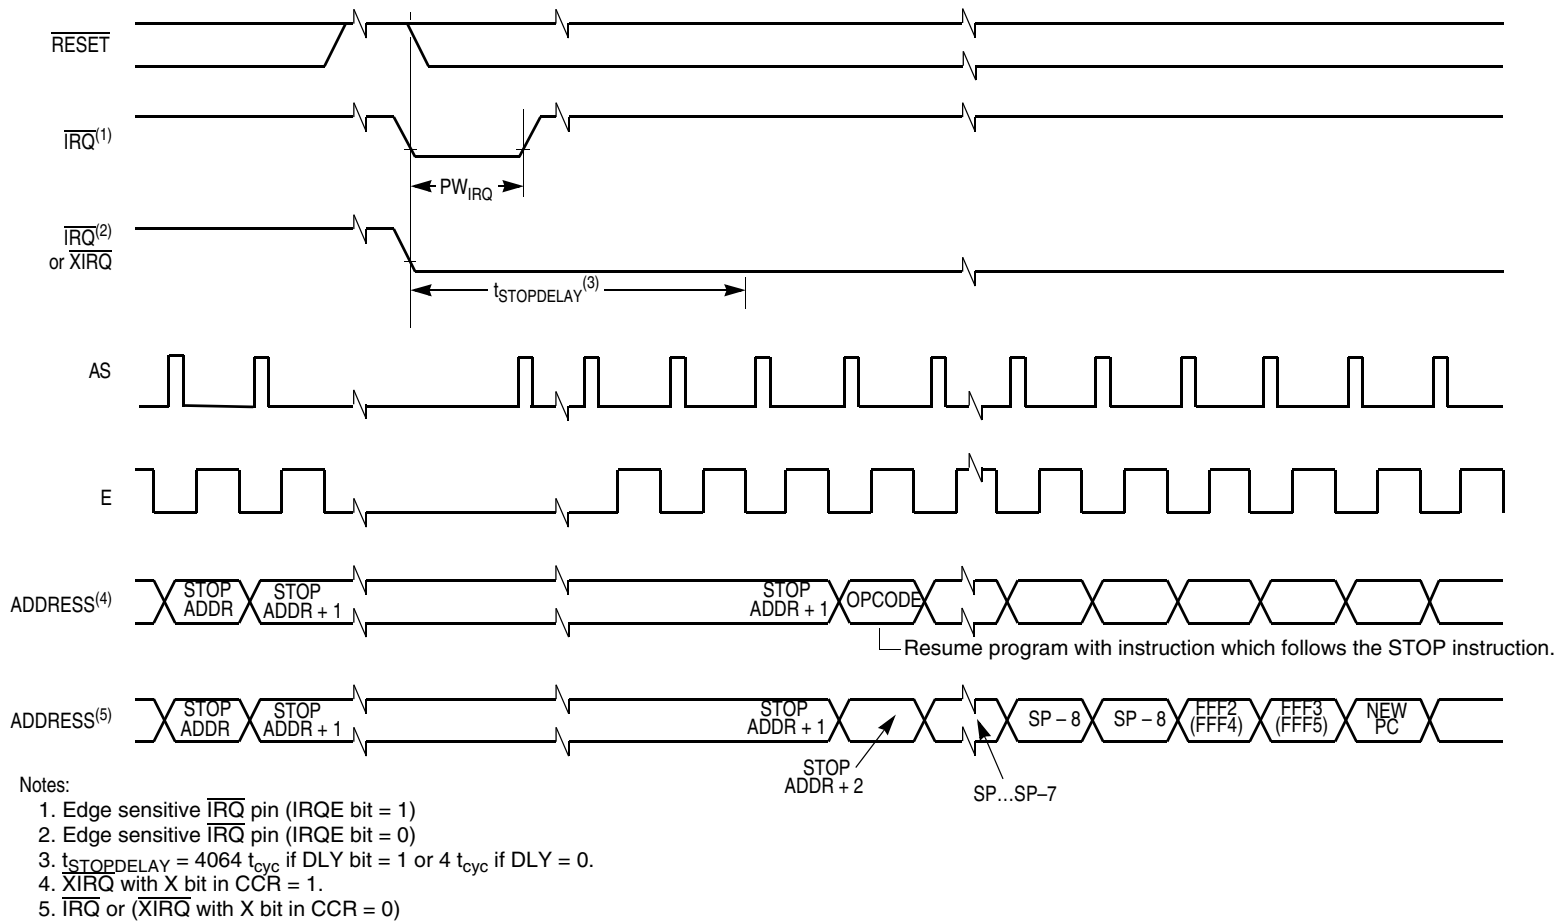 RESET
IRQ(1)
PW_IRQ
IRQ(2)
or XIRQ
t_STOPDELAY(3)
AS
E
ADDRESS(4)
STOP
ADDR
STOP
ADDR + 1
STOP
ADDR + 1
OPCODE
Resume program with instruction which follows the STOP instruction.
ADDRESS(5)
STOP
ADDR
STOP
ADDR + 1
STOP
ADDR + 1
SP – 8
SP – 8
FFF2
(FFF4)
FFF3
(FFF5)
NEW
PC
STOP
ADDR + 2
SP…SP–7
Notes:
1. Edge sensitive IRQ pin (IRQE bit = 1)
2. Edge sensitive IRQ pin (IRQE bit = 0)
3. t_STOPDELAY = 4064 t_cyc if DLY bit = 1 or 4 t_cyc if DLY = 0.
4. XIRQ with X bit in CCR = 1.
5. IRQ or (XIRQ with X bit in CCR = 0)